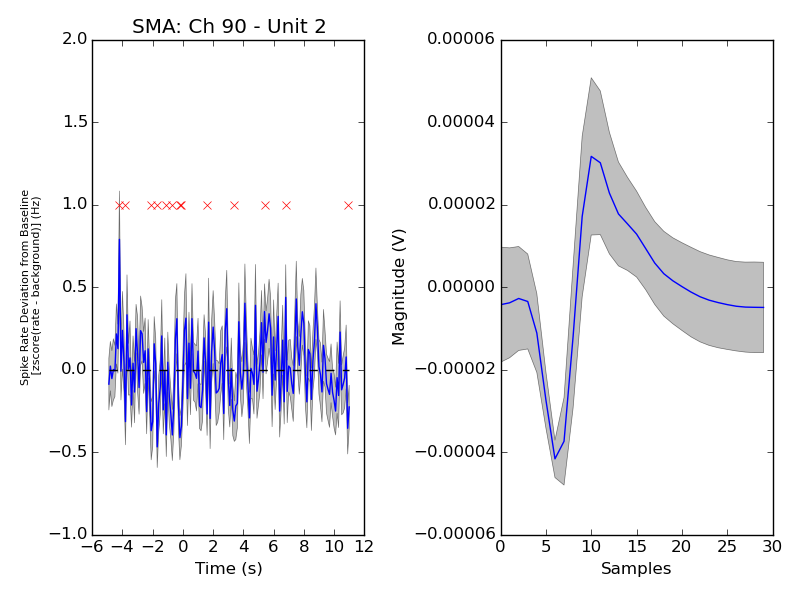 SMA: Ch 90 - Unit 2
Spike Rate Deviation from Baseline
[zscore(rate - background)] (Hz)
2.0
1.5
1.0
0.5
0.0
−0.5
−1.0
−6 −4 −2 0 2 4 6 8 10 12
Time (s)
Magnitude (V)
0.00006
0.00004
0.00002
0.00000
−0.00002
−0.00004
−0.00006
0 5 10 15 20 25 30
Samples